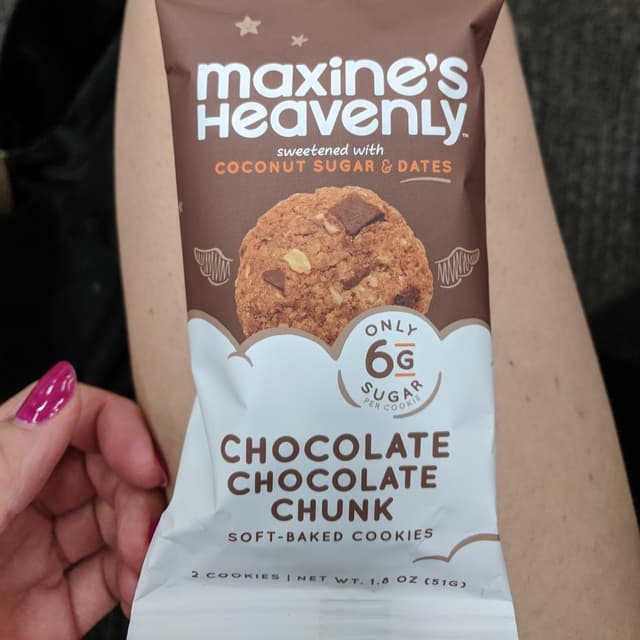 maxine's
Heavenly™
sweetened with
COCONUT SUGAR & DATES
ONLY
6G
SUGAR
PER COOKIE
CHOCOLATE
CHOCOLATE
CHUNK
SOFT-BAKED COOKIES
2 COOKIES | NET WT. 1.8 OZ (51G)